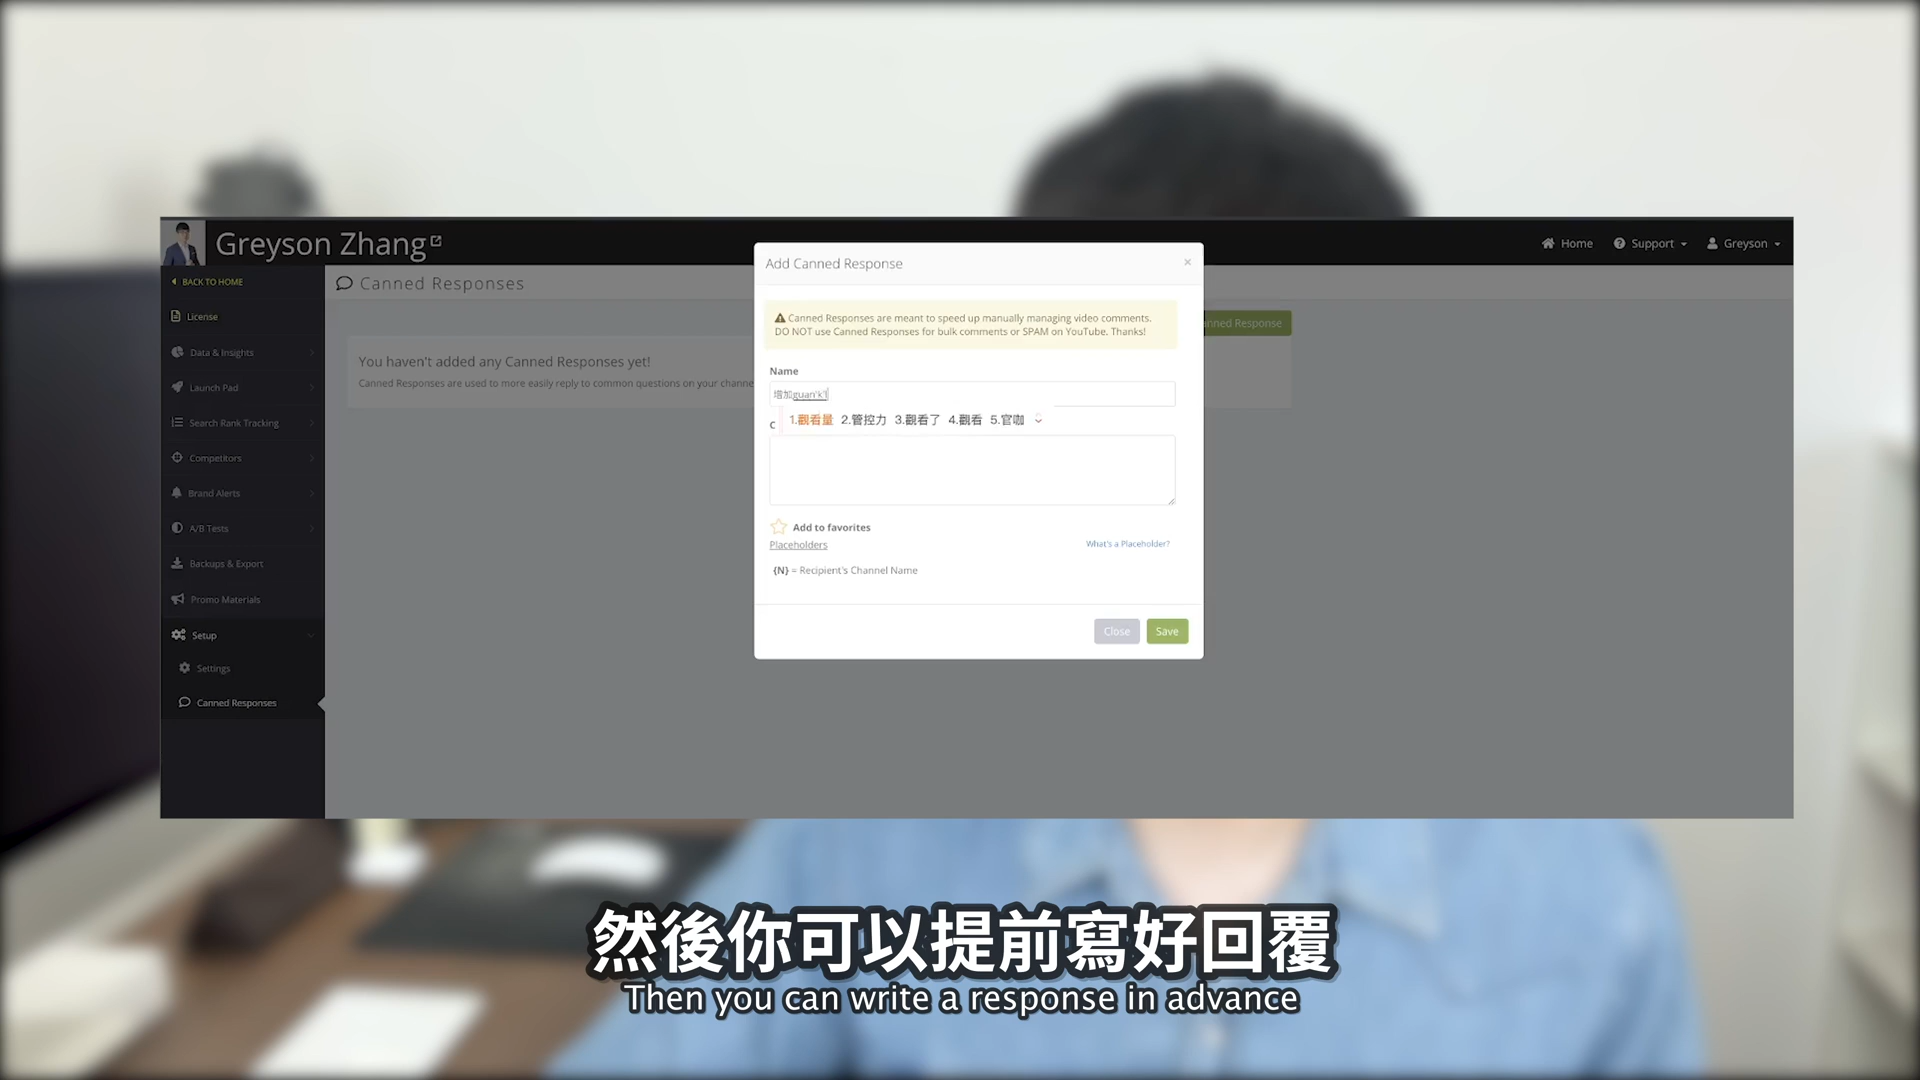 Greyson Zhang
Home
Support
Greyson
BACK TO HOME
License
Data & Insights
Launch Pad
Search Rank Tracking
Competitors
Brand Alerts
A/B Tests
Backups & Export
Promo Materials
Setup
Settings
Canned Responses
Canned Responses
anned Response
You haven't added any Canned Responses yet!
Canned Responses are used to more easily reply to common questions on your channe
Add Canned Response
×
Canned Responses are meant to speed up manually managing video comments.
DO NOT use Canned Responses for bulk comments or SPAM on YouTube. Thanks!
Name
增加guan'k'l
1.觀看量 2.管控力 3.觀看了 4.觀看 5.官咖
C
Add to favorites
Placeholders
What's a Placeholder?
{N} = Recipient's Channel Name
Close
Save
然後你可以提前寫好回覆
Then you can write a response in advance